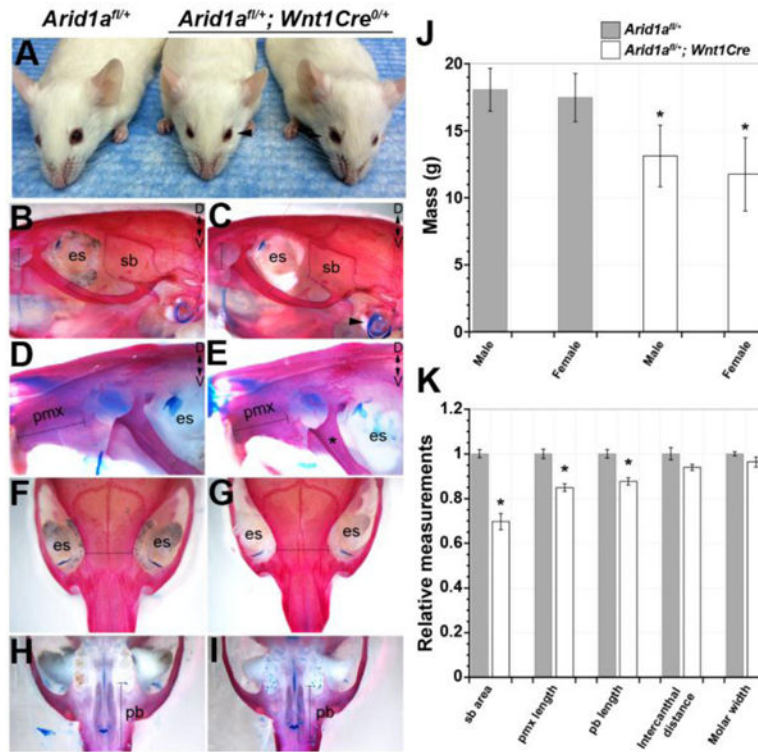 Arid1a^fl/+ Arid1a^fl/+; Wnt1Cre^0/+
A
B
D
V
es
sb
C
D
V
es
sb
D
D
V
pmx
es
E
D
V
*
es
F
es
es
G
es
es
H
pb
I
pb
J
Arid1a^fl/+
Arid1a^fl/+; Wnt1Cre
Mass (g)
20
15
10
5
0
* *
Male Female Male Female
K
Relative measurements
1.2
1
0.8
0.6
0.4
0.2
0
* * *
sb area
pmx length
pb length
Intercanthal
distance
Molar width